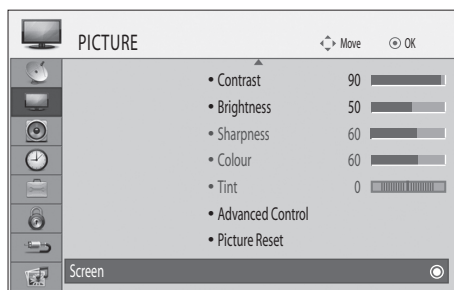 PICTURE Move OK
• Contrast 90
• Brightness 50
• Sharpness 60
• Colour 60
• Tint 0
• Advanced Control
• Picture Reset
Screen